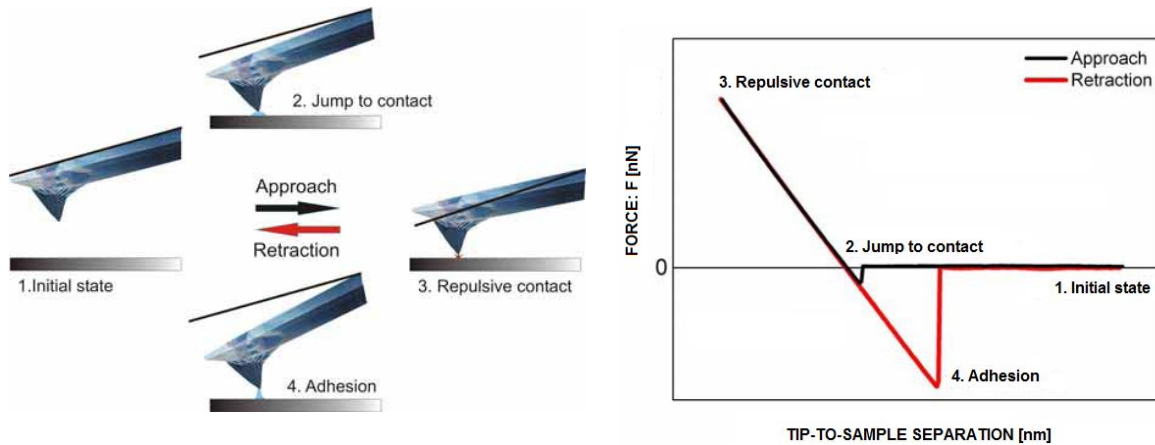 2. Jump to contact
Approach
Retraction
1.Initial state
3. Repulsive contact
4. Adhesion
Approach
Retraction
3. Repulsive contact
FORCE: F [nN]
2. Jump to contact
0
1. Initial state
4. Adhesion
TIP-TO-SAMPLE SEPARATION [nm]